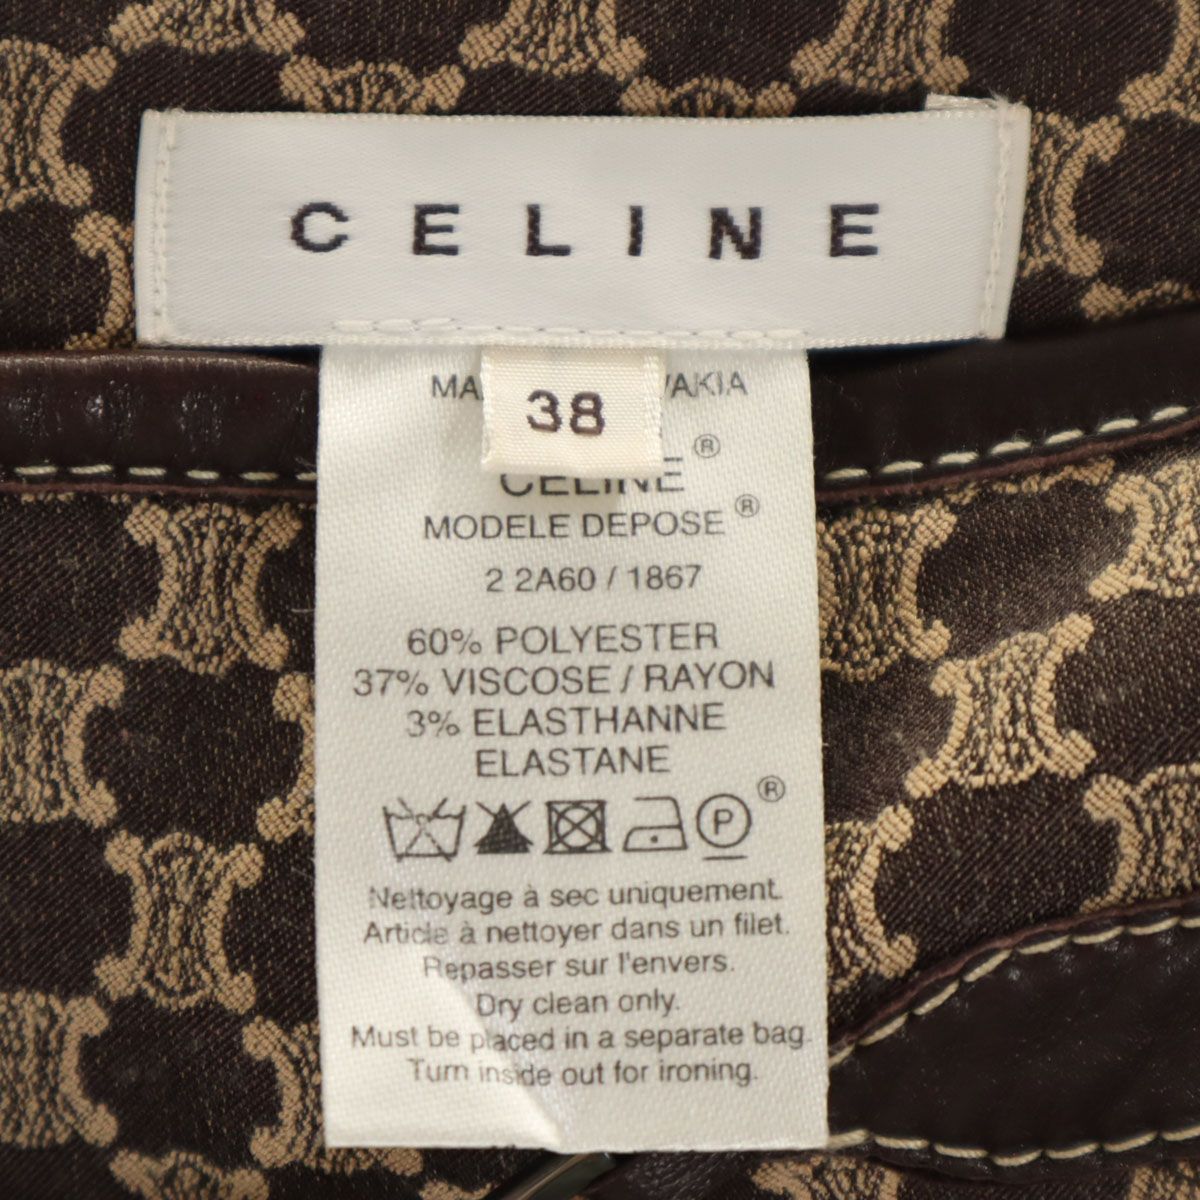 CELINE
38
CELINE®
MODELE DEPOSE®
2 2A60 / 1867
60% POLYESTER
37% VISCOSE / RAYON
3% ELASTHANNE
ELASTANE
P ®
Nettoyage à sec uniquement.
Article à nettoyer dans un filet.
Repasser sur l'envers.
Dry clean only.
Must be placed in a separate bag.
Turn inside out for ironing.